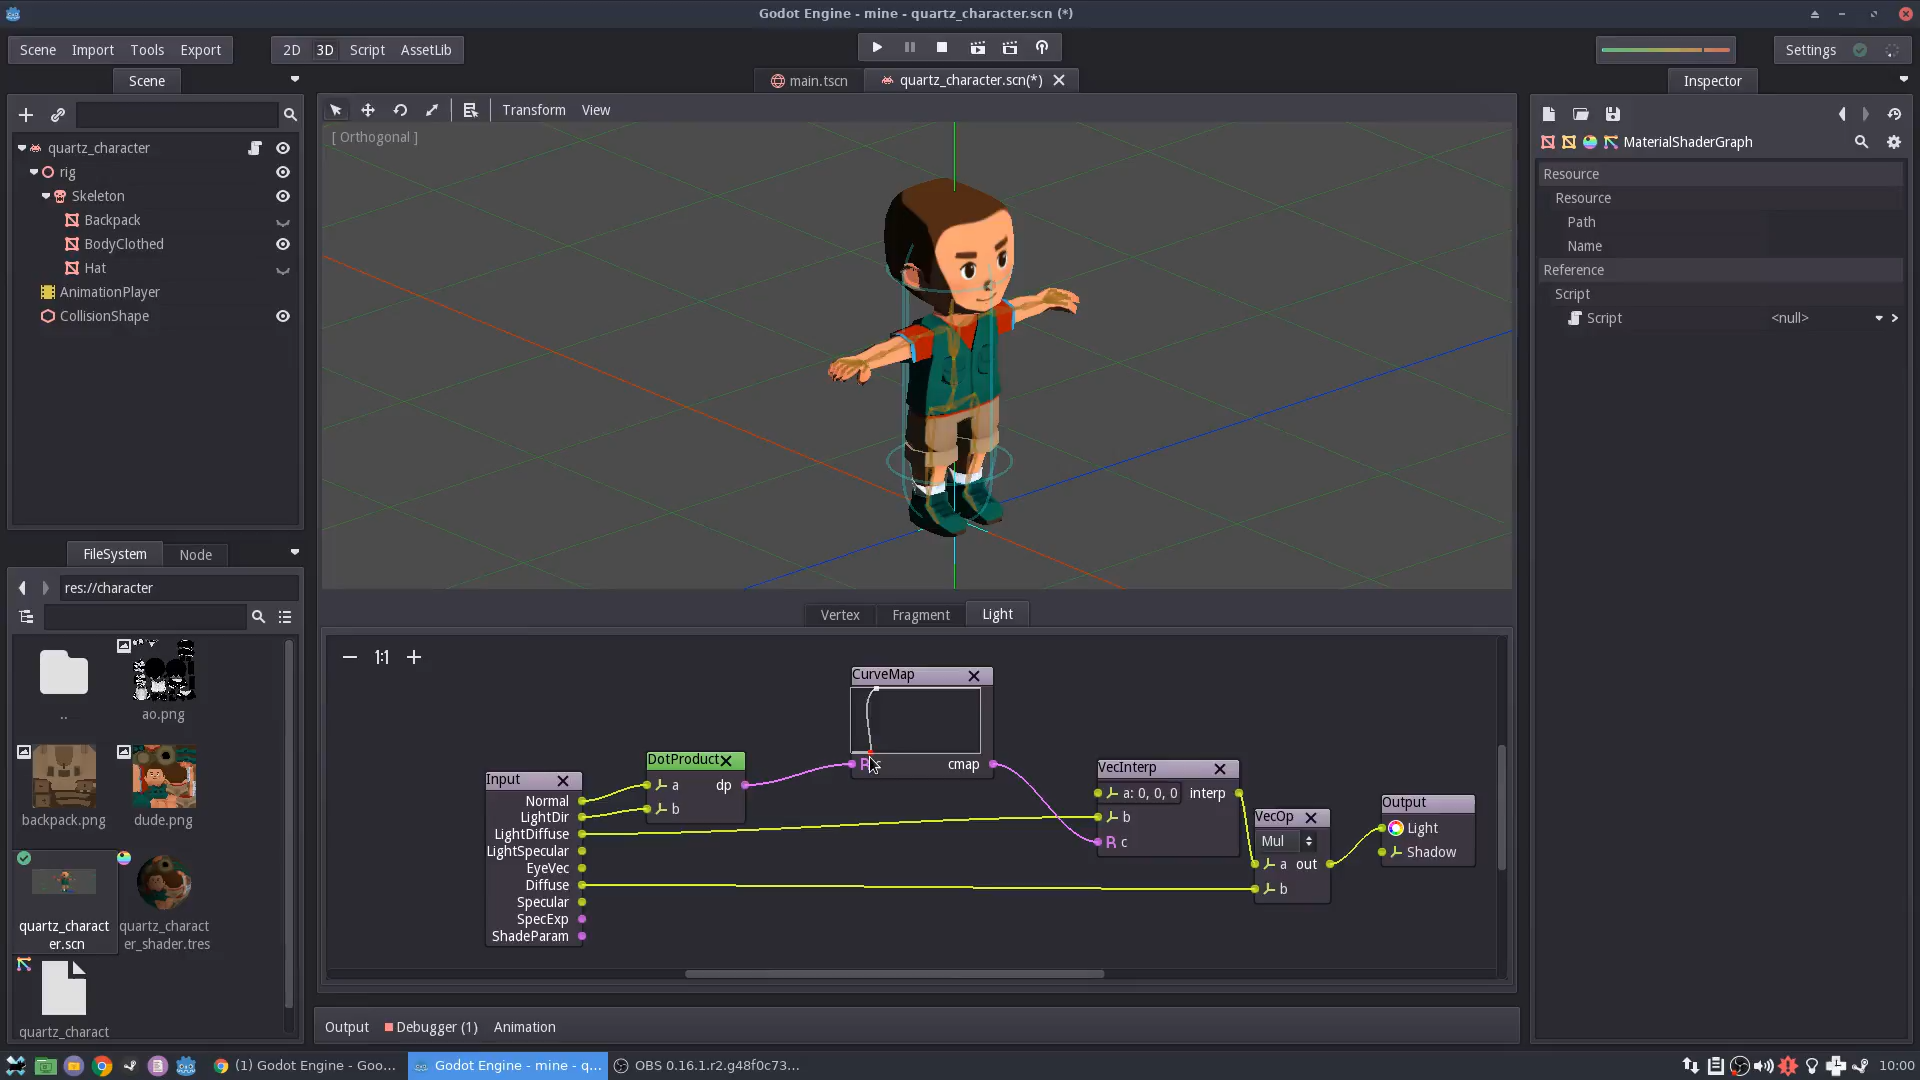 Godot Engine - mine - quartz_character.scn (*)
Scene Import Tools Export
2D 3D Script AssetLib
Settings
Scene
main.tscn
quartz_character.scn(*)
Inspector
Transform View
[ Orthogonal ]
quartz_character
rig
Skeleton
Backpack
BodyClothed
Hat
AnimationPlayer
CollisionShape
MaterialShaderGraph
Resource
Resource
Path
Name
Reference
Script
Script <null>
FileSystem Node
res://character
..
ao.png
backpack.png
dude.png
quartz_charact
er.scn
quartz_charact
er_shader.tres
quartz_charact
Vertex Fragment Light
1:1
CurveMap
cmap
DotProduct
a dp
b
Input
Normal
LightDir
LightDiffuse
LightSpecular
EyeVec
Diffuse
Specular
SpecExp
ShadeParam
VecInterp
a: 0, 0, 0 interp
b
c
VecOp
Mul
a out
b
Output
Light
Shadow
Output Debugger (1) Animation
(1) Godot Engine - Goo...
Godot Engine - mine - q...
OBS 0.16.1.r2.g48f0c73...
10:00